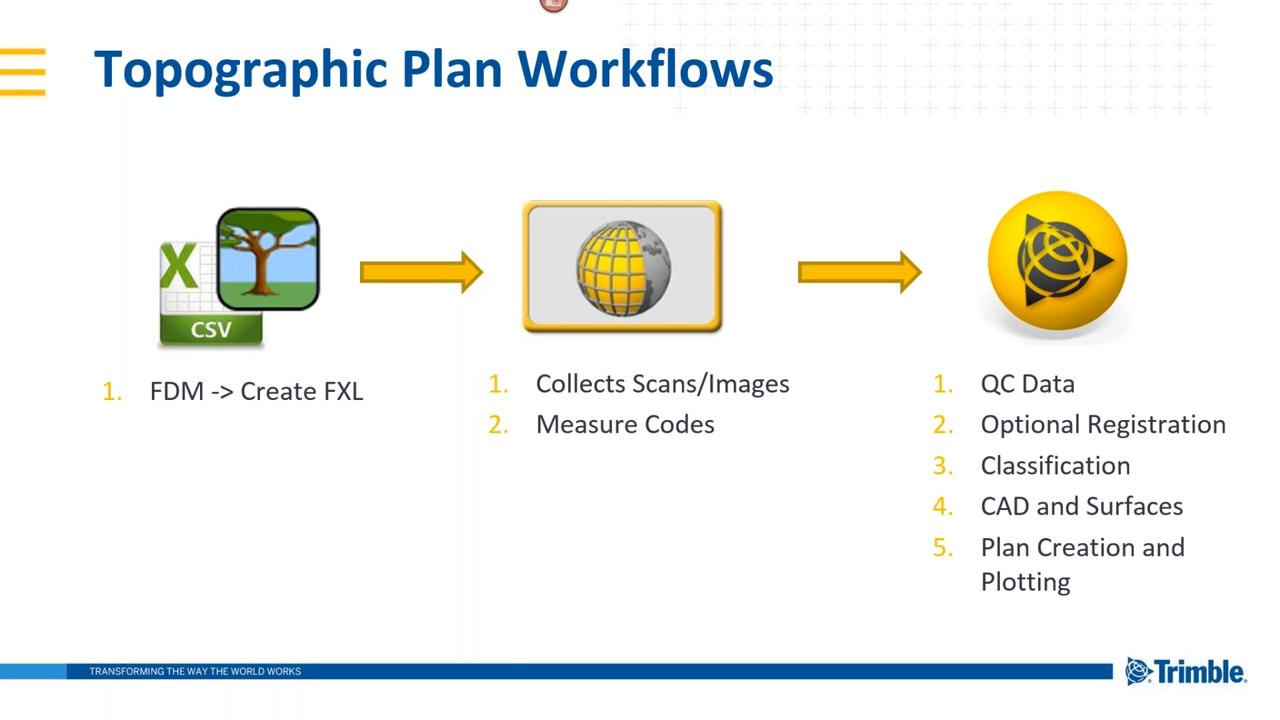 Topographic Plan Workflows
X
CSV
1. FDM -> Create FXL
1. Collects Scans/Images
2. Measure Codes
1. QC Data
2. Optional Registration
3. Classification
4. CAD and Surfaces
5. Plan Creation and
Plotting
TRANSFORMING THE WAY THE WORLD WORKS
Trimble.